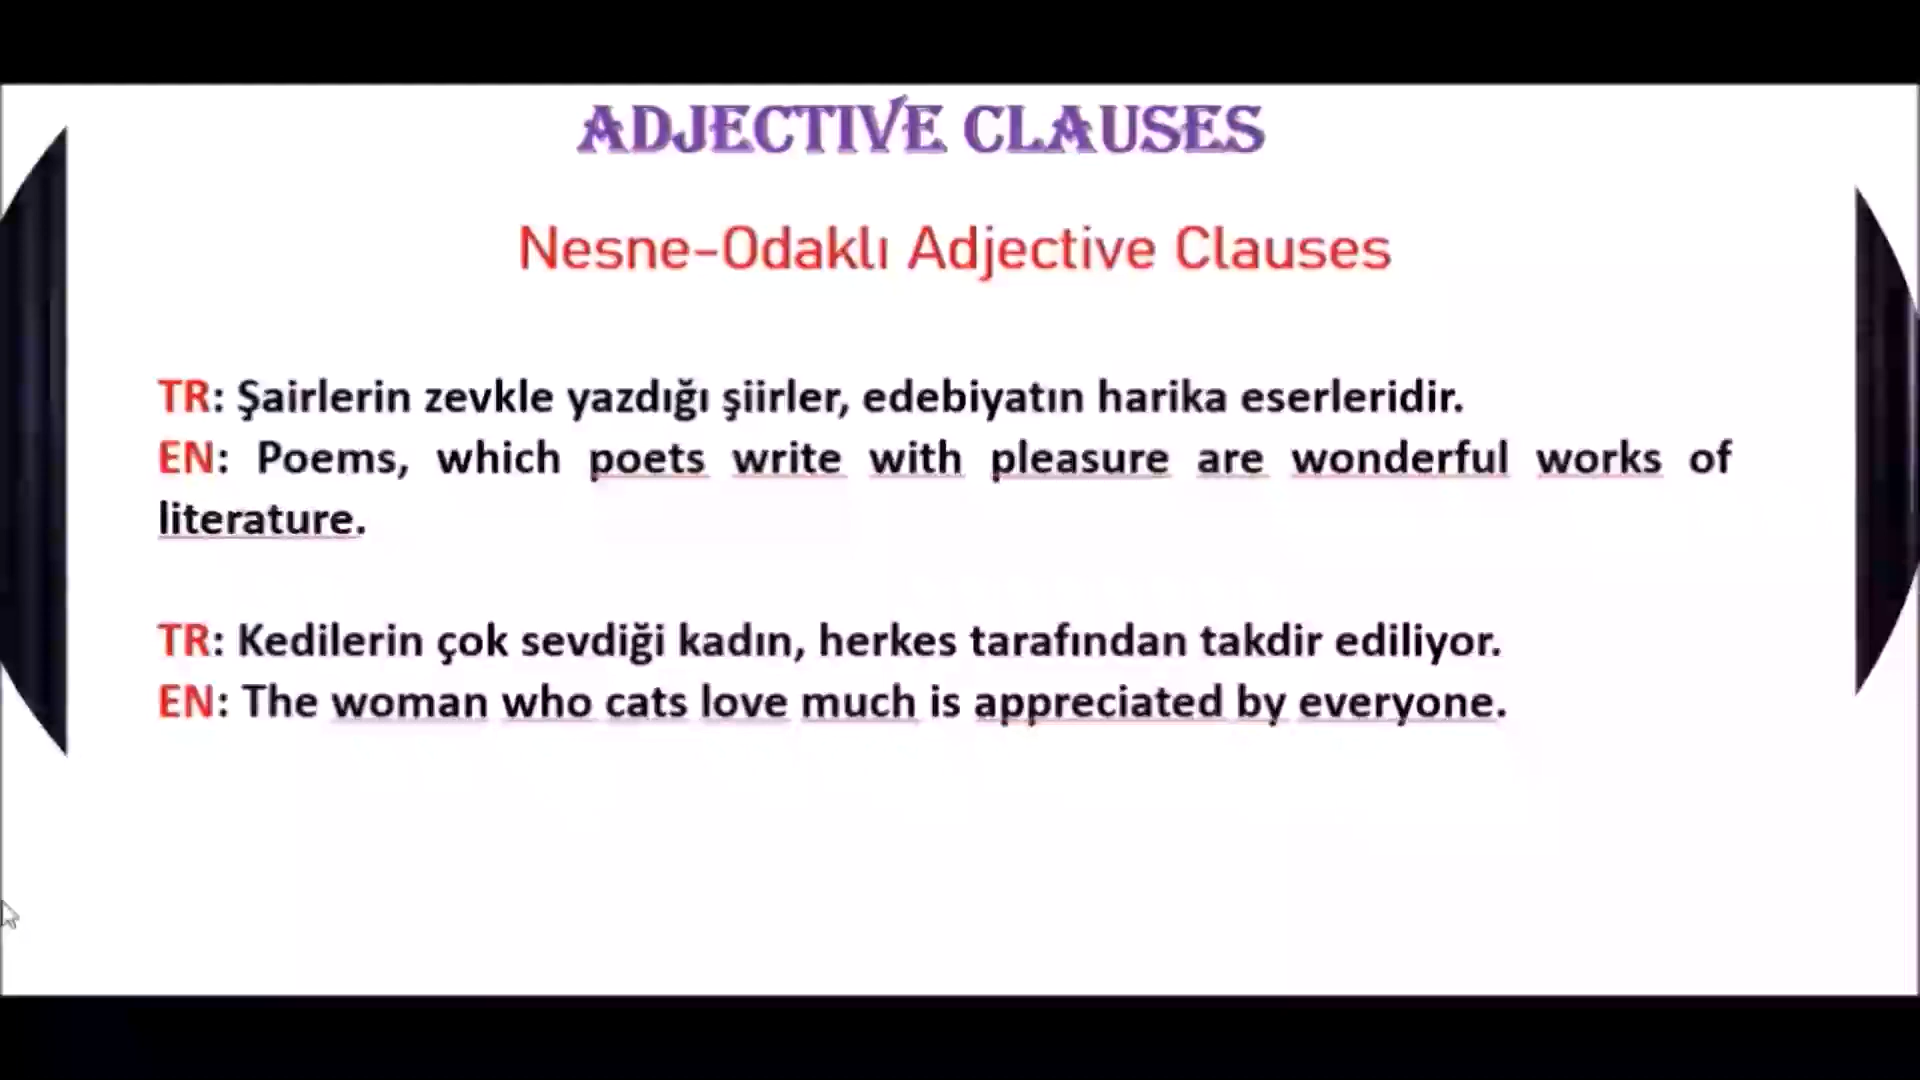 ADJECTIVE CLAUSES
Nesne-Odaklı Adjective Clauses
TR: Şairlerin zevkle yazdığı şiirler, edebiyatın harika eserleridir.
EN: Poems, which poets write with pleasure are wonderful works of
literature.
TR: Kedilerin çok sevdiği kadın, herkes tarafından takdir ediliyor.
EN: The woman who cats love much is appreciated by everyone.